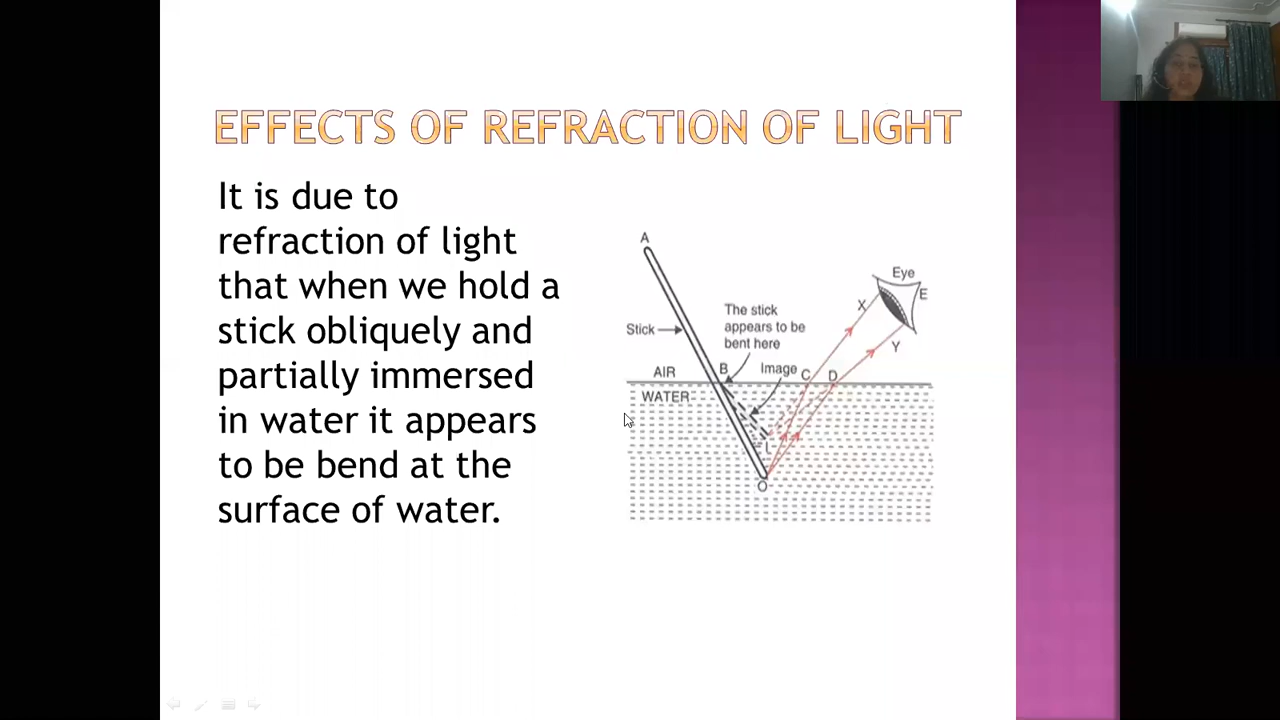 EFFECTS OF REFRACTION OF LIGHT
It is due to
refraction of light
that when we hold a
stick obliquely and
partially immersed
in water it appears
to be bend at the
surface of water.
A
Eye
E
X
The stick
appears to be
bent here
Stick
Y
AIR
B
Image
C
D
WATER
I
O